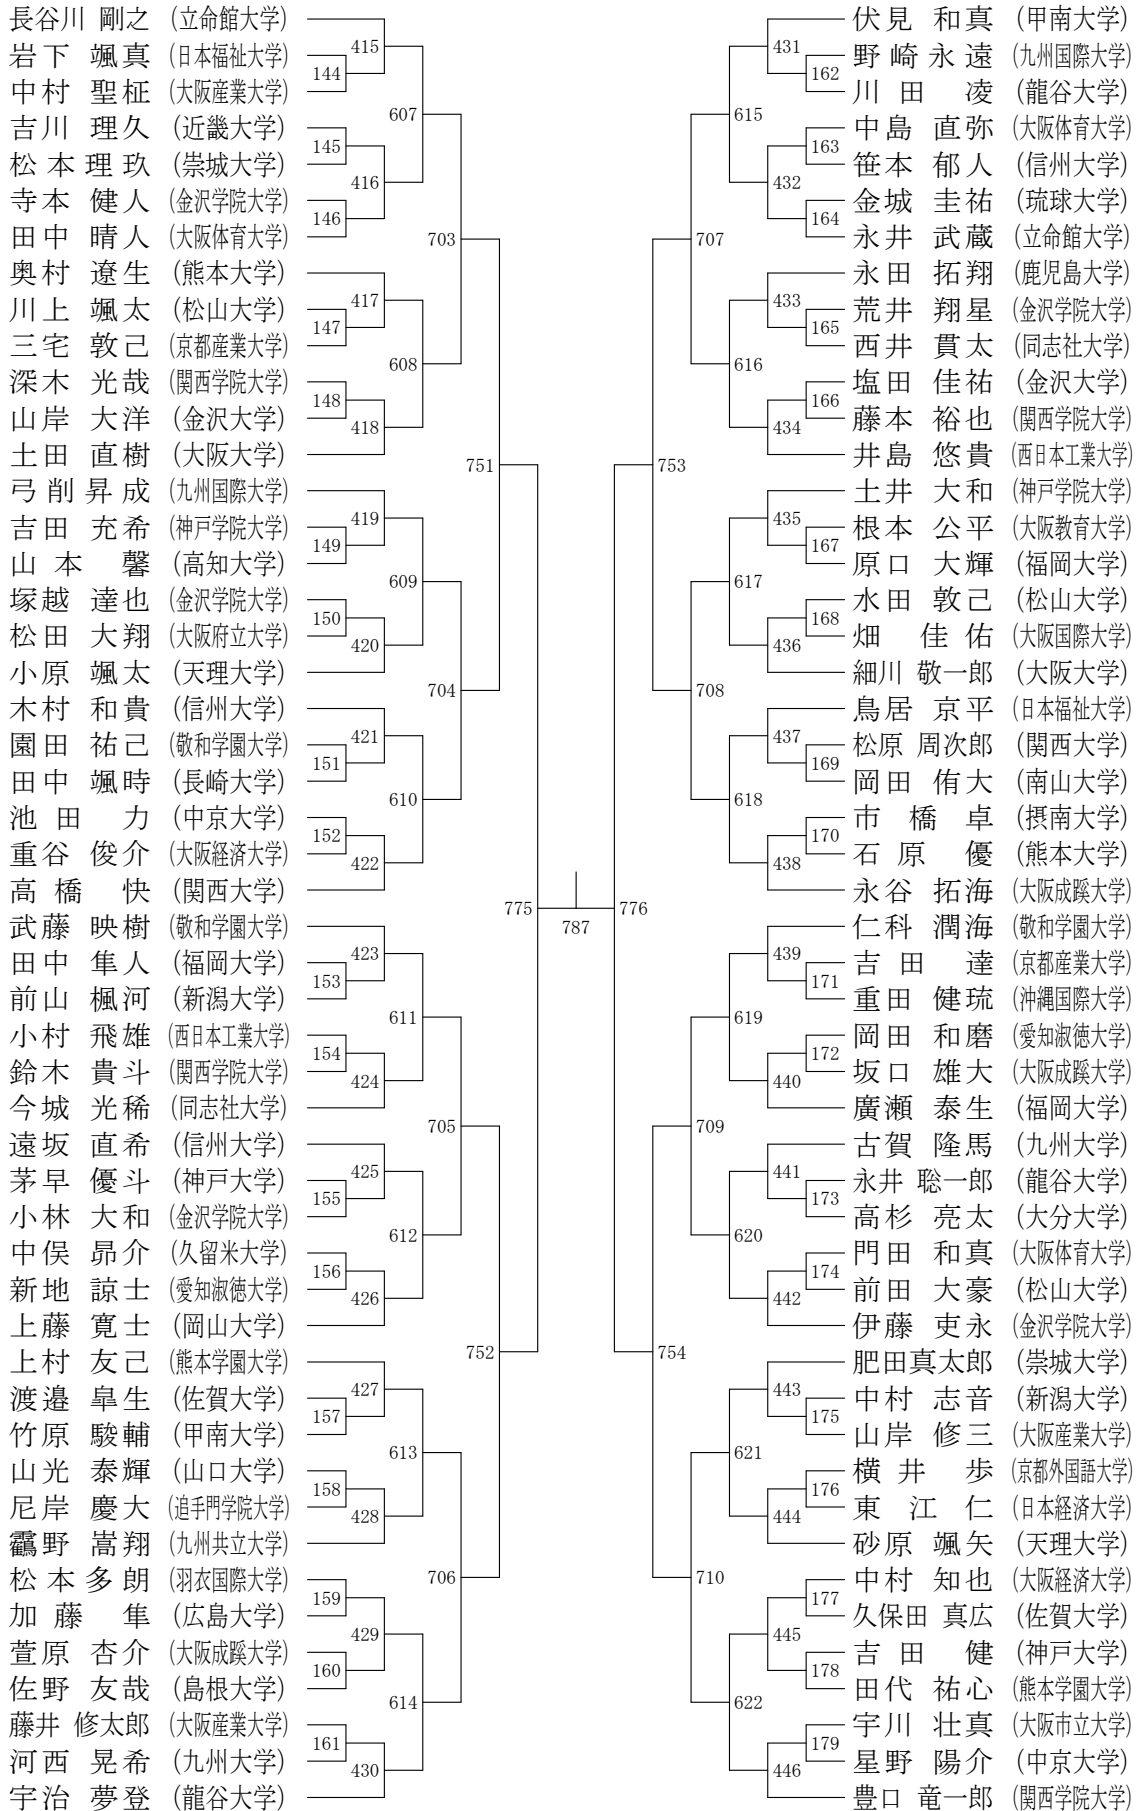 長谷川 剛之 (立命館大学)
岩下 颯真 (日本福祉大学)
中村 聖柾 (大阪産業大学)
吉川 理久 (近畿大学)
松本理玖 (崇城大学)
寺本 健人 (金沢学院大学)
田中 晴人 (大阪体育大学)
奥村 遼生 (熊本大学)
川上 颯太 (松山大学)
三宅 敦己 (京都産業大学)
深木 光哉 (関西学院大学)
山岸 大洋 (金沢大学)
土田 直樹 (大阪大学)
弓削昇成 (九州国際大学)
吉田 充希 (神戸学院大学)
山本 馨 (高知大学)
塚越 達也 (金沢学院大学)
松田 大翔 (大阪府立大学)
小原 颯太 (天理大学)
木村 和貴 (信州大学)
園田 祐己 (敬和学園大学)
田中 颯時 (長崎大学)
池田 力 (中京大学)
重谷 俊介 (大阪経済大学)
高橋 快 (関西大学)
武藤 映樹 (敬和学園大学)
田中 隼人 (福岡大学)
前山 楓河 (新潟大学)
小村 飛雄 (西日本工業大学)
鈴木 貴斗 (関西学院大学)
今城 光稀 (同志社大学)
遠坂 直希 (信州大学)
茅早 優斗 (神戸大学)
小林 大和 (金沢学院大学)
中俣 昴介 (久留米大学)
新地 諒士 (愛知淑徳大学)
上藤 寛士 (岡山大学)
上村 友己 (熊本学園大学)
渡邉 皐生 (佐賀大学)
竹原 駿輔 (甲南大学)
山光 泰輝 (山口大学)
尼岸 慶大 (追手門学院大学)
靏野 嵩翔 (九州共立大学)
松本多朗 (羽衣国際大学)
加藤 隼 (広島大学)
萱原 杏介 (大阪成蹊大学)
佐野 友哉 (島根大学)
藤井 修太郎 (大阪産業大学)
河西 晃希 (九州大学)
宇治 夢登 (龍谷大学)
415
144
607
145
416
146
703
417
147
608
148
418
751
419
149
609
150
420
704
421
151
610
152
422
775
423
153
611
154
424
705
425
155
612
156
426
752
427
157
613
158
428
706
159
429
160
614
161
430
787
776
431
162
615
163
432
164
707
433
165
616
166
434
753
435
167
617
168
436
708
437
169
618
170
438
439
171
619
172
440
709
441
173
620
174
442
754
443
175
621
176
444
710
177
445
178
622
179
446
伏見 和真 (甲南大学)
野崎永遠 (九州国際大学)
川田 凌 (龍谷大学)
中島 直弥 (大阪体育大学)
笹本 郁人 (信州大学)
金城 圭祐 (琉球大学)
永井 武蔵 (立命館大学)
永田 拓翔 (鹿児島大学)
荒井 翔星 (金沢学院大学)
西井 貫太 (同志社大学)
塩田 佳祐 (金沢大学)
藤本 裕也 (関西学院大学)
井島 悠貴 (西日本工業大学)
土井 大和 (神戸学院大学)
根本 公平 (大阪教育大学)
原口 大輝 (福岡大学)
水田 敦己 (松山大学)
畑 佳佑 (大阪国際大学)
細川 敬一郎 (大阪大学)
鳥居 京平 (日本福祉大学)
松原 周次郎 (関西大学)
岡田 侑大 (南山大学)
市橋 卓 (摂南大学)
石原 優 (熊本大学)
永谷 拓海 (大阪成蹊大学)
仁科 潤海 (敬和学園大学)
吉田 達 (京都産業大学)
重田 健琉 (沖縄国際大学)
岡田 和磨 (愛知淑徳大学)
坂口 雄大 (大阪成蹊大学)
廣瀬 泰生 (福岡大学)
古賀 隆馬 (九州大学)
永井 聡一郎 (龍谷大学)
高杉 亮太 (大分大学)
門田 和真 (大阪体育大学)
前田 大豪 (松山大学)
伊藤 吏永 (金沢学院大学)
肥田真太郎 (崇城大学)
中村 志音 (新潟大学)
山岸 修三 (大阪産業大学)
横井 歩 (京都外国語大学)
東江 仁 (日本経済大学)
砂原 颯矢 (天理大学)
中村 知也 (大阪経済大学)
久保田 真広 (佐賀大学)
吉田 健 (神戸大学)
田代 祐心 (熊本学園大学)
宇川 壮真 (大阪市立大学)
星野 陽介 (中京大学)
豊口 竜一郎 (関西学院大学)